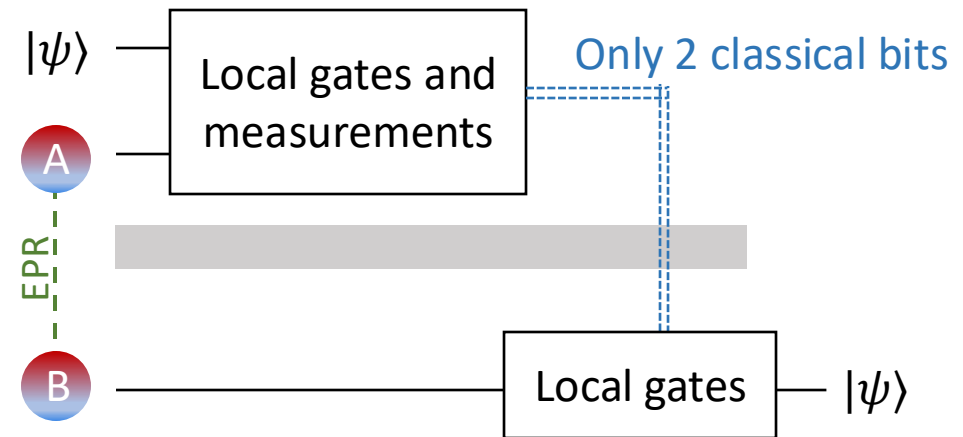 |ψ⟩
Only 2 classical bits
Local gates and
measurements
A
EPR
B
Local gates
|ψ⟩